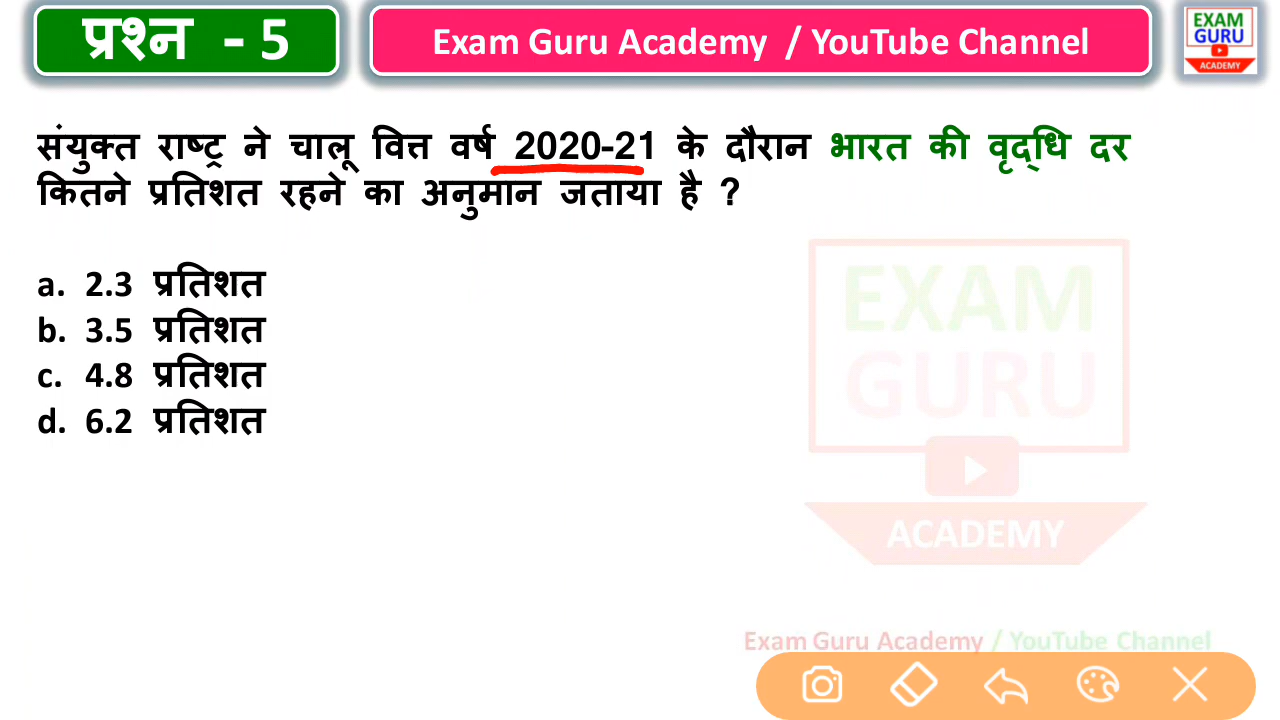 प्रश्न - 5
Exam Guru Academy / YouTube Channel
EXAM
GURU
ACADEMY
संयुक्त राष्ट्र ने चालू वित्त वर्ष 2020-21 के दौरान भारत की वृद्धि दर
कितने प्रतिशत रहने का अनुमान जताया है ?
a. 2.3 प्रतिशत
b. 3.5 प्रतिशत
c. 4.8 प्रतिशत
d. 6.2 प्रतिशत
EXAM
GURU
ACADEMY
Exam Guru Academy / YouTube Channel